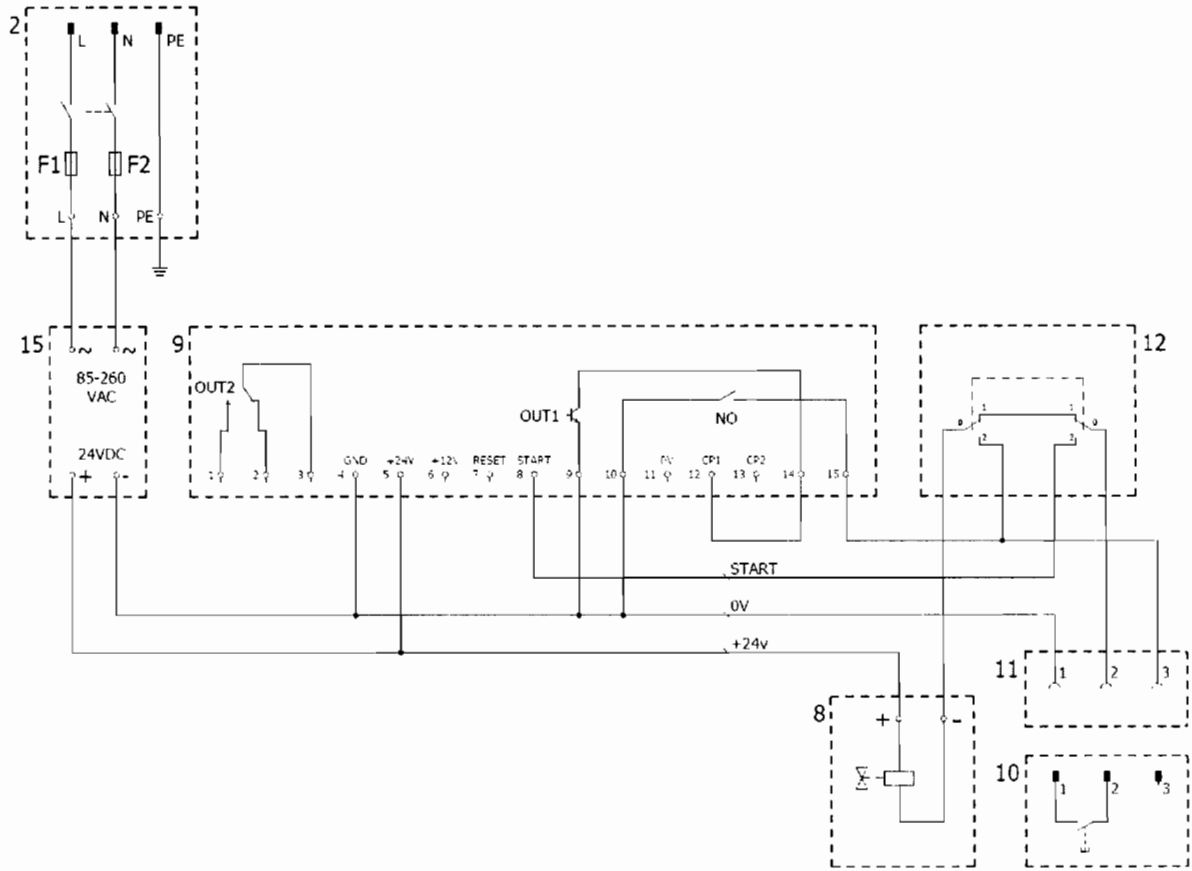 2
L N PE
F1 F2
L N PE
15
~ ~
85-260
VAC
24VDC
+ -
9
OUT2
OUT1
NO
GND +24V RESET START CP1 CP2
1 2 3 4 5 6 7 8 9 10 11 12 13 14 15
12
0 1 1 0
2 2
START
0V
+24v
11
1 2 3
8
+ -
10
1 2 3